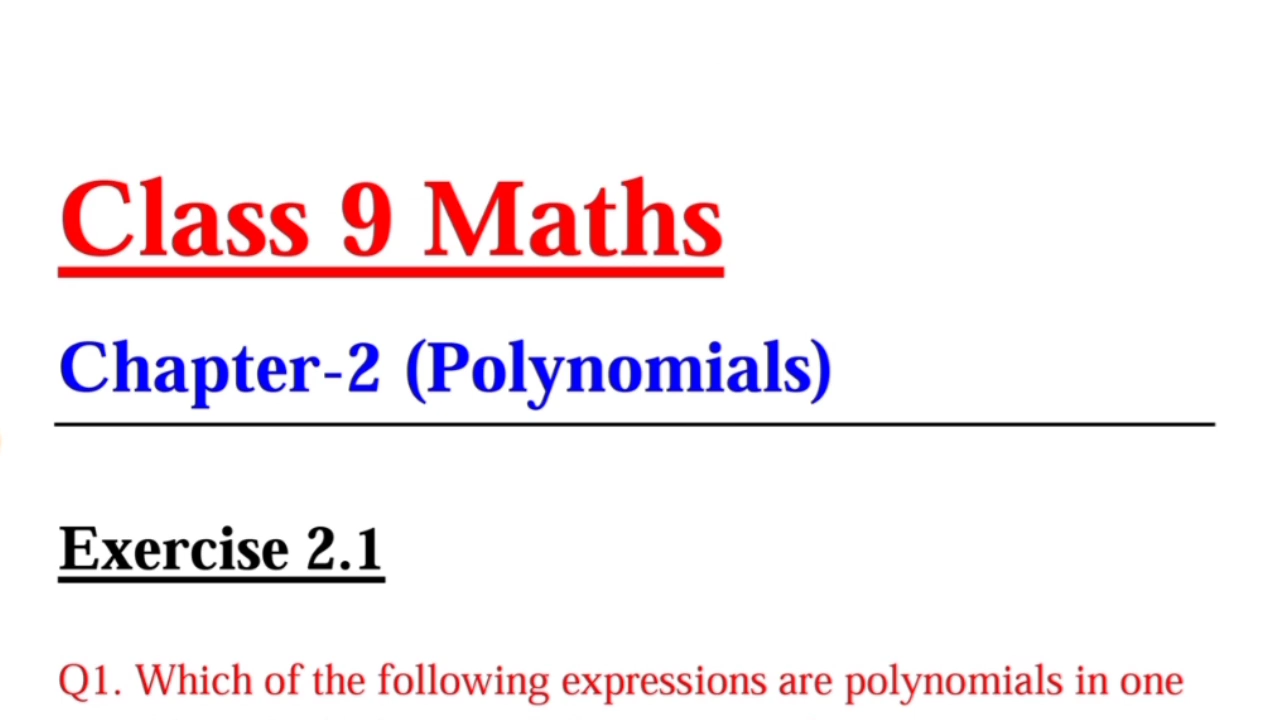 Class 9 Maths
Chapter-2 (Polynomials)
Exercise 2.1
Q1. Which of the following expressions are polynomials in one